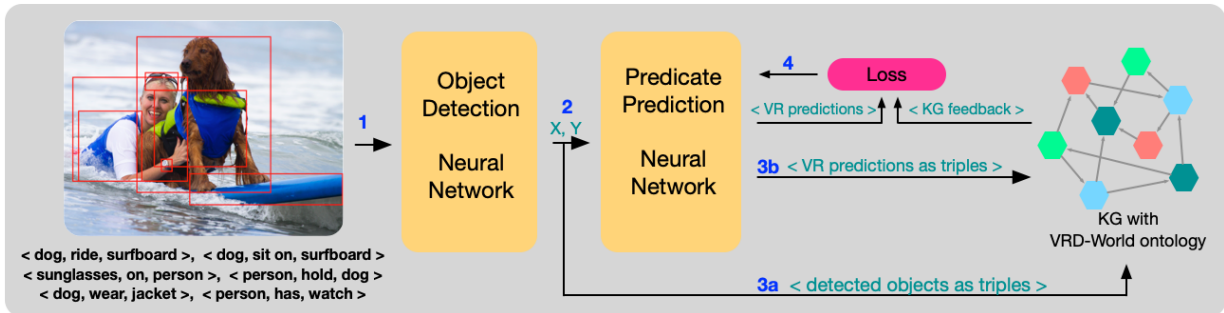 1
Object
Detection
Neural
Network
2
X, Y
Predicate
Prediction
Neural
Network
4
Loss
< VR predictions >
< KG feedback >
3b < VR predictions as triples >
KG with
VRD-World ontology
3a < detected objects as triples >
< dog, ride, surfboard >, < dog, sit on, surfboard >
< sunglasses, on, person >, < person, hold, dog >
< dog, wear, jacket >, < person, has, watch >